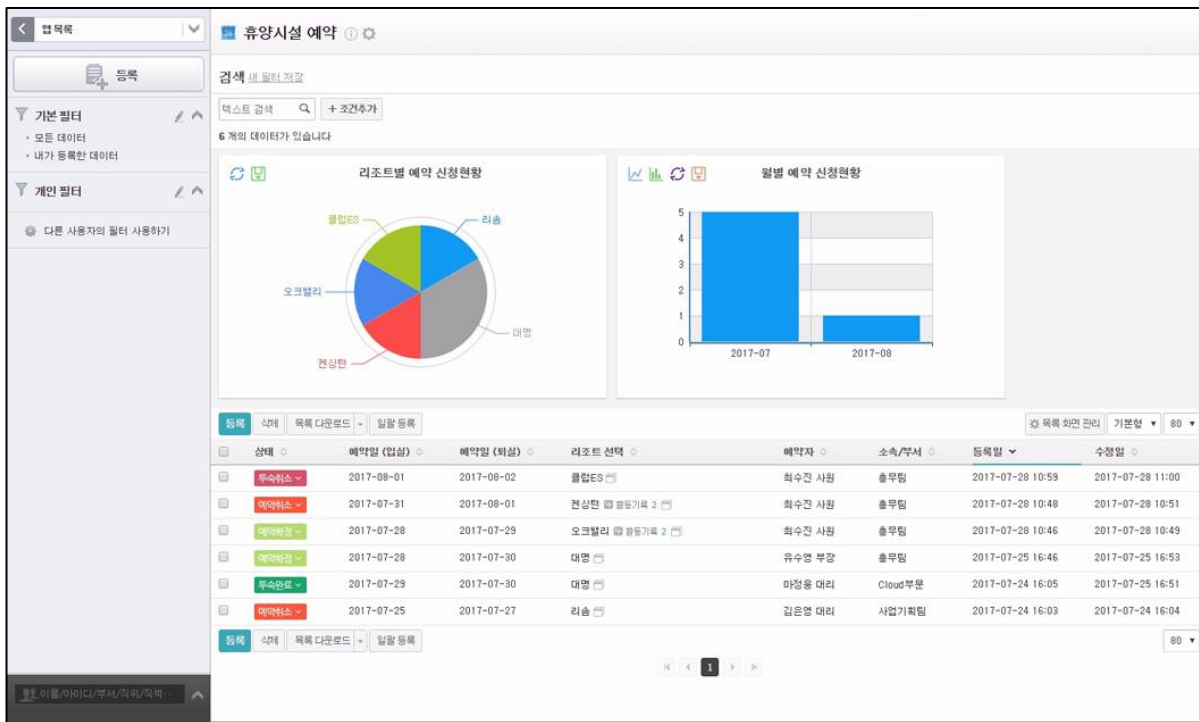 앱 목록
등록
기본 필터
모든 데이터
내가 등록한 데이터
개인 필터
다른 사용자의 필터 사용하기
이름/아이디/부서/직위/직책 ...
휴양시설 예약
검색 새 필터 저장
텍스트 검색 + 조건추가
6 개의 데이터가 있습니다
리조트별 예약 신청현황
클럽ES 리솜
오크밸리
대명
켄싱턴
월별 예약 신청현황
5
4
3
2
1
0
2017-07 2017-08
등록 삭제 목록 다운로드 일괄 등록 목록 화면 관리 기본형 80
상태 예약일 (입실) 예약일 (퇴실) 리조트 선택 예약자 소속/부서 등록일 수정일
투숙취소 2017-08-01 2017-08-02 클럽ES 최수진 사원 총무팀 2017-07-28 10:59 2017-07-28 11:00
예약취소 2017-07-31 2017-08-01 켄싱턴 활동기록 2 최수진 사원 총무팀 2017-07-28 10:48 2017-07-28 10:51
예약확정 2017-07-28 2017-07-29 오크밸리 활동기록 2 최수진 사원 총무팀 2017-07-28 10:46 2017-07-28 10:49
예약확정 2017-07-28 2017-07-30 대명 유수영 부장 총무팀 2017-07-25 16:46 2017-07-25 16:53
투숙완료 2017-07-29 2017-07-30 대명 마정웅 대리 Cloud부문 2017-07-24 16:05 2017-07-25 16:51
예약취소 2017-07-25 2017-07-27 리솜 김은영 대리 사업기획팀 2017-07-24 16:03 2017-07-24 16:04
등록 삭제 목록 다운로드 일괄 등록 80
1